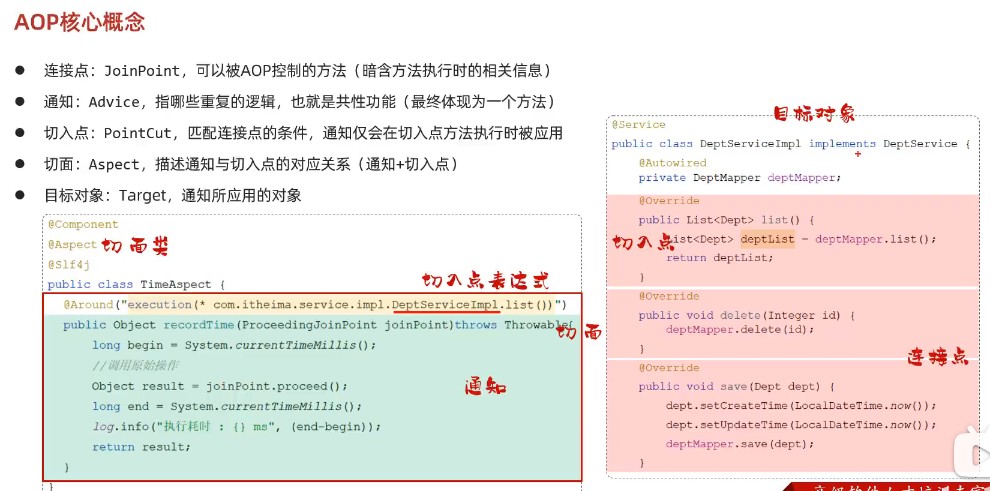 AOP核心概念
● 连接点：JoinPoint，可以被AOP控制的方法（暗含方法执行时的相关信息）
● 通知：Advice，指哪些重复的逻辑，也就是共性功能（最终体现为一个方法）
● 切入点：PointCut，匹配连接点的条件，通知仅会在切入点方法执行时被应用
● 切面：Aspect，描述通知与切入点的对应关系（通知+切入点）
● 目标对象：Target，通知所应用的对象
@Component
@Aspect 切面类
@Slf4j
public class TimeAspect {
切入点表达式
@Around("execution(* com.itheima.service.impl.DeptServiceImpl.list())")
public Object recordTime(ProceedingJoinPoint joinPoint)throws Throwable{
切面
long begin = System.currentTimeMillis();
//调用原始操作
Object result = joinPoint.proceed();
通知
long end = System.currentTimeMillis();
log.info("执行耗时 : {} ms", (end-begin));
return result;
}
}
目标对象
@Service
public class DeptServiceImpl implements DeptService {
@Autowired
private DeptMapper deptMapper;
@Override
public List<Dept> list() {
切入点
List<Dept> deptList = deptMapper.list();
return deptList;
}
@Override
public void delete(Integer id) {
deptMapper.delete(id);
}
连接点
@Override
public void save(Dept dept) {
dept.setCreateTime(LocalDateTime.now());
dept.setUpdateTime(LocalDateTime.now());
deptMapper.save(dept);
}